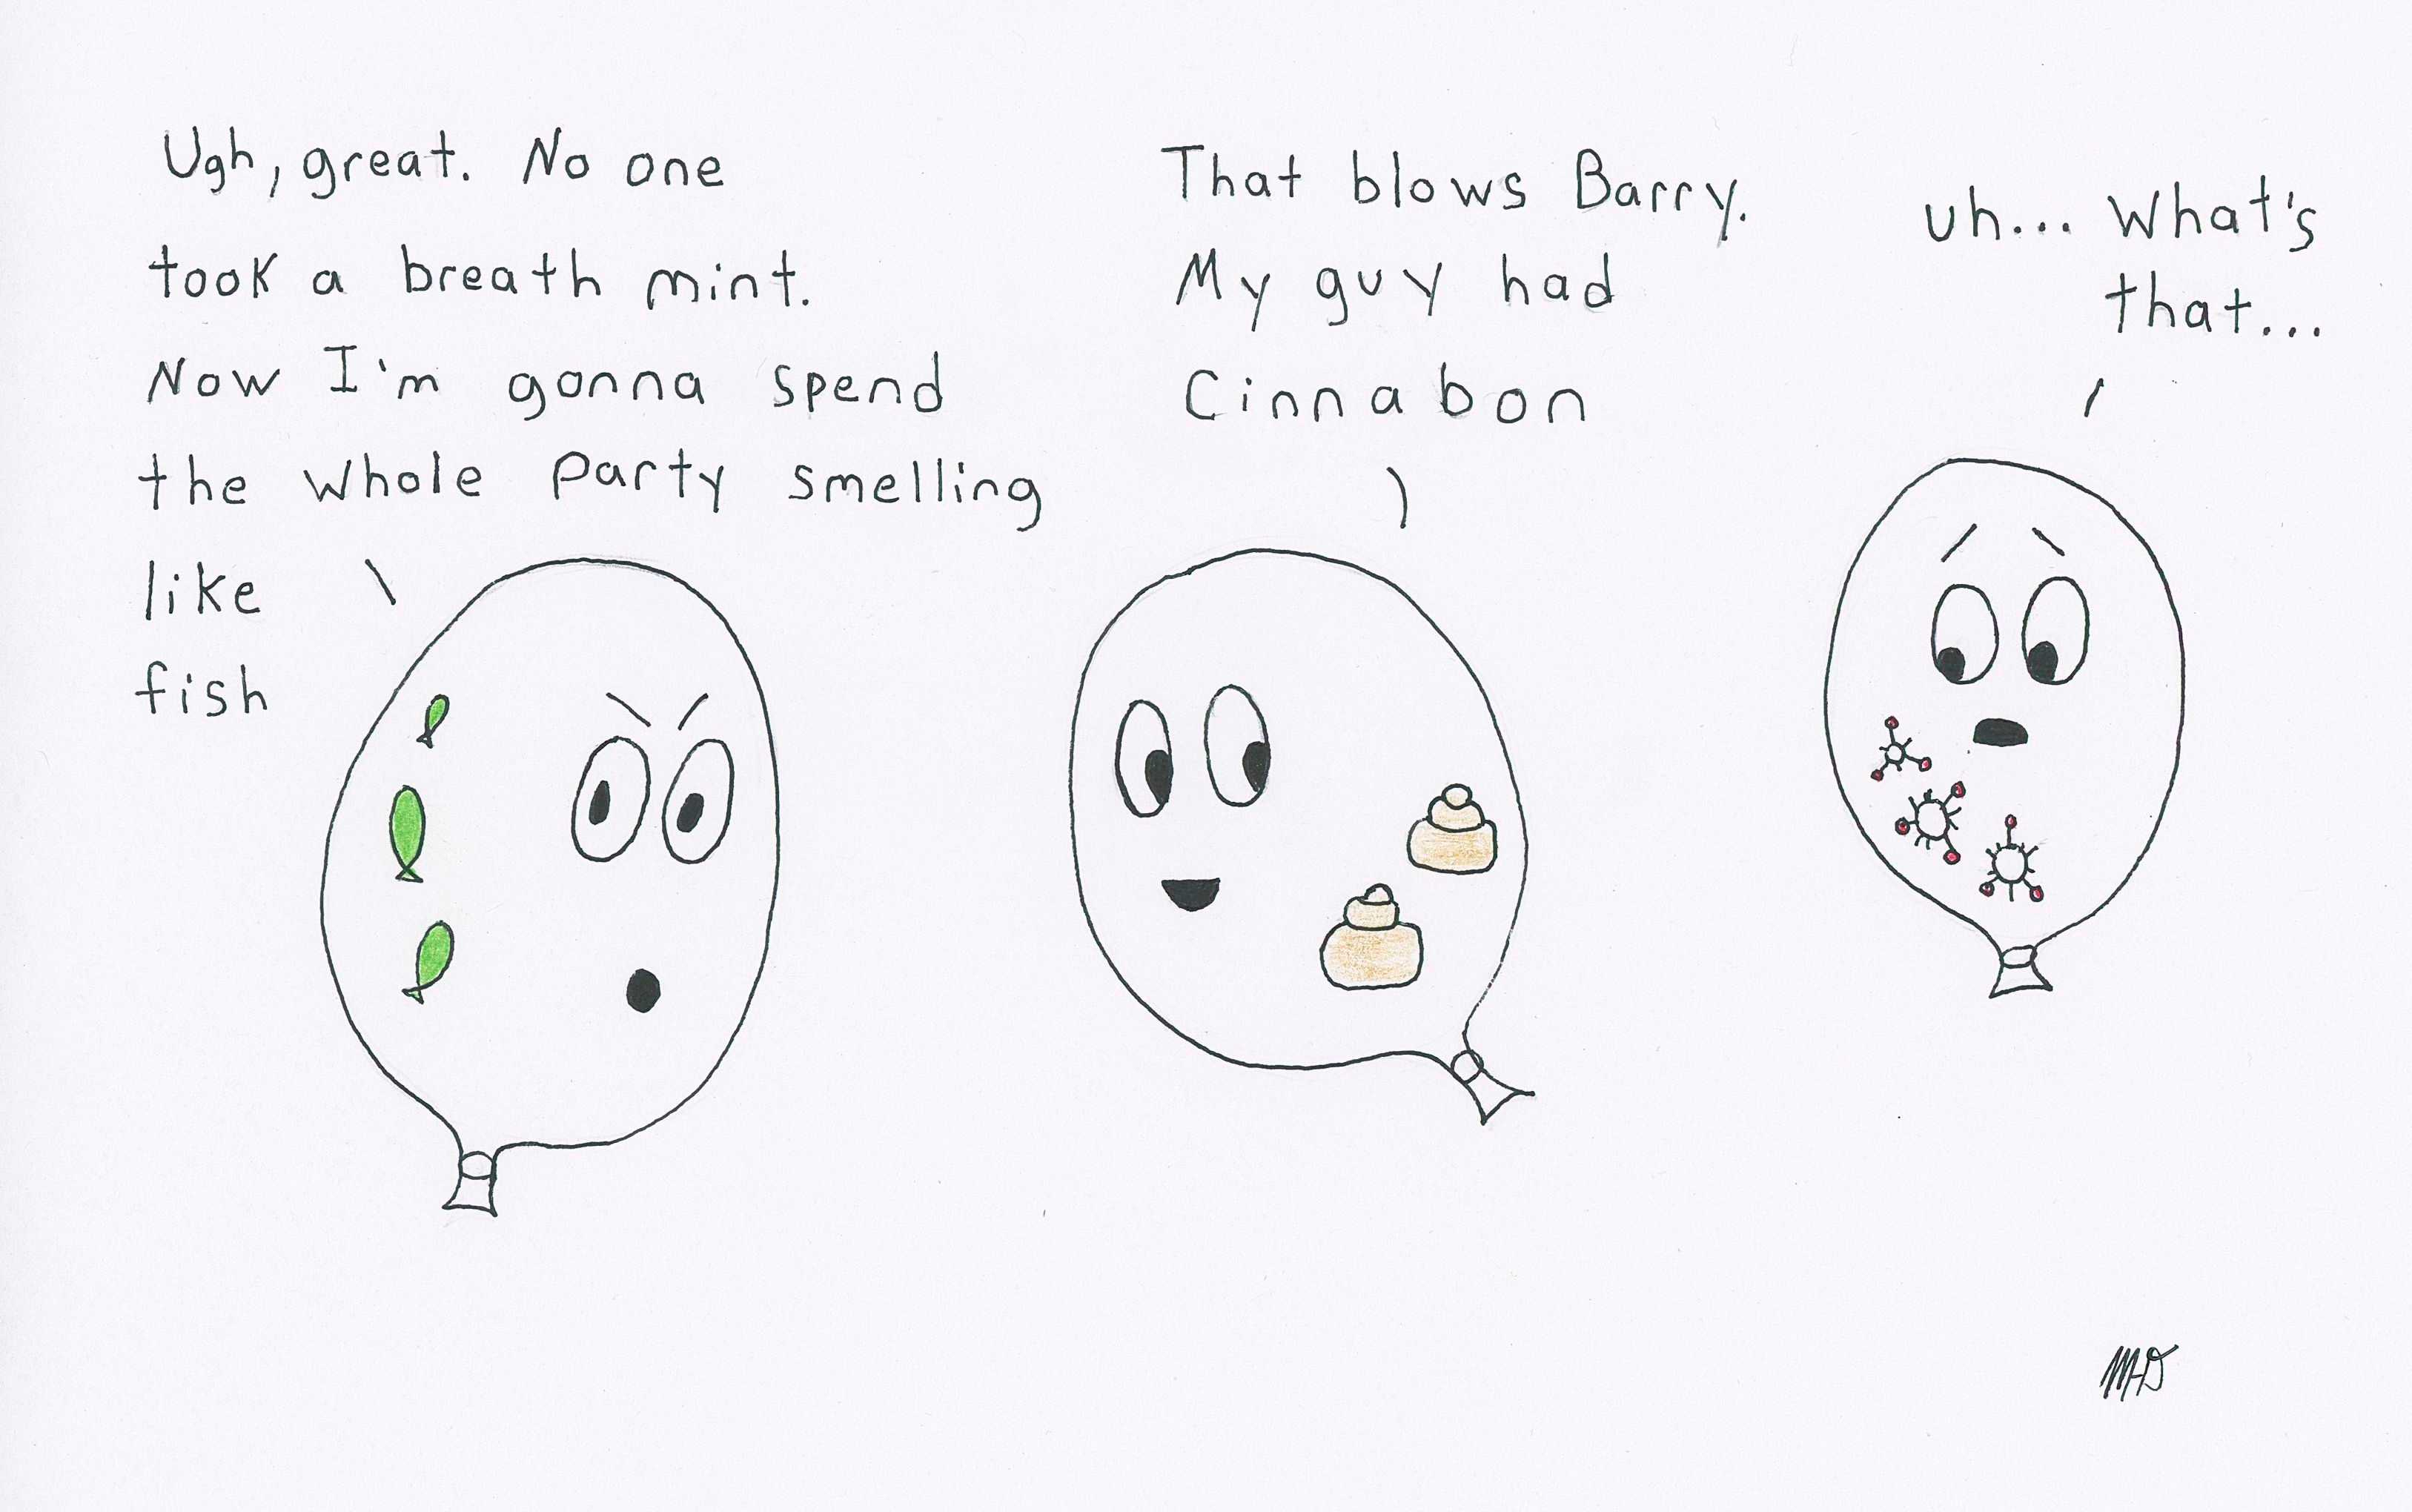 Ugh, great. No one
took a breath mint.
Now I'm gonna spend
the whole party smelling
like
fish
That blows Barry.
My guy had
Cinnabon
uh... What's
that...